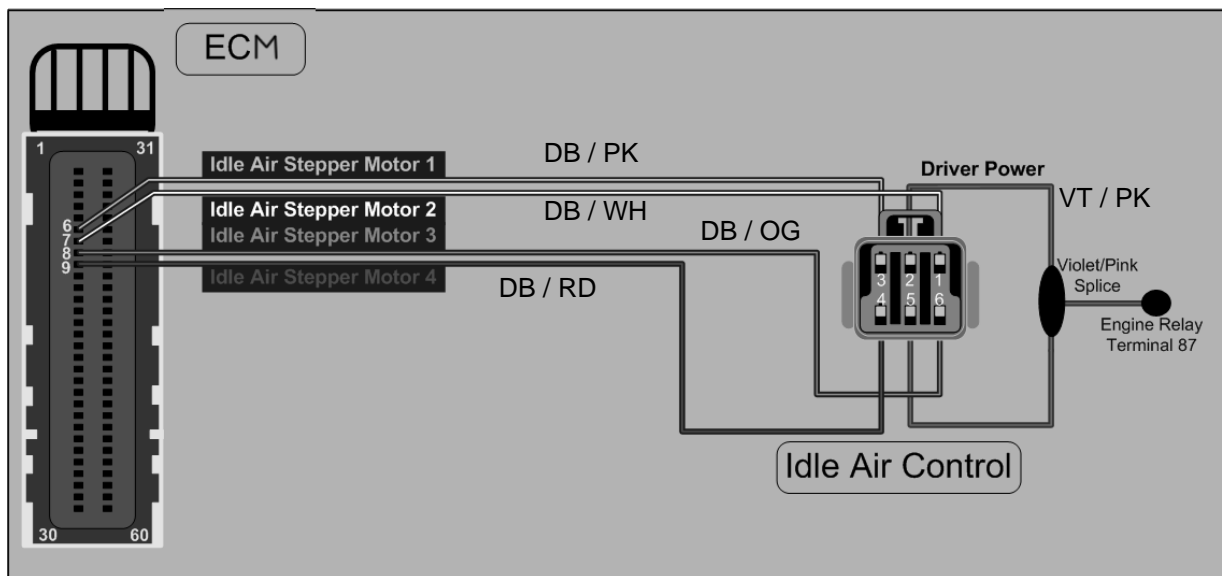 ECM
1 31
Idle Air Stepper Motor 1
DB / PK
Driver Power
Idle Air Stepper Motor 2
DB / WH
VT / PK
6
7
8
9
Idle Air Stepper Motor 3
DB / OG
Idle Air Stepper Motor 4
DB / RD
3 2 1
4 5 6
Violet/Pink
Splice
Engine Relay
Terminal 87
Idle Air Control
30 60